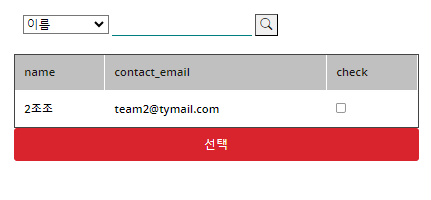 이름
name contact_email check
2조조 team2@tymail.com
선택